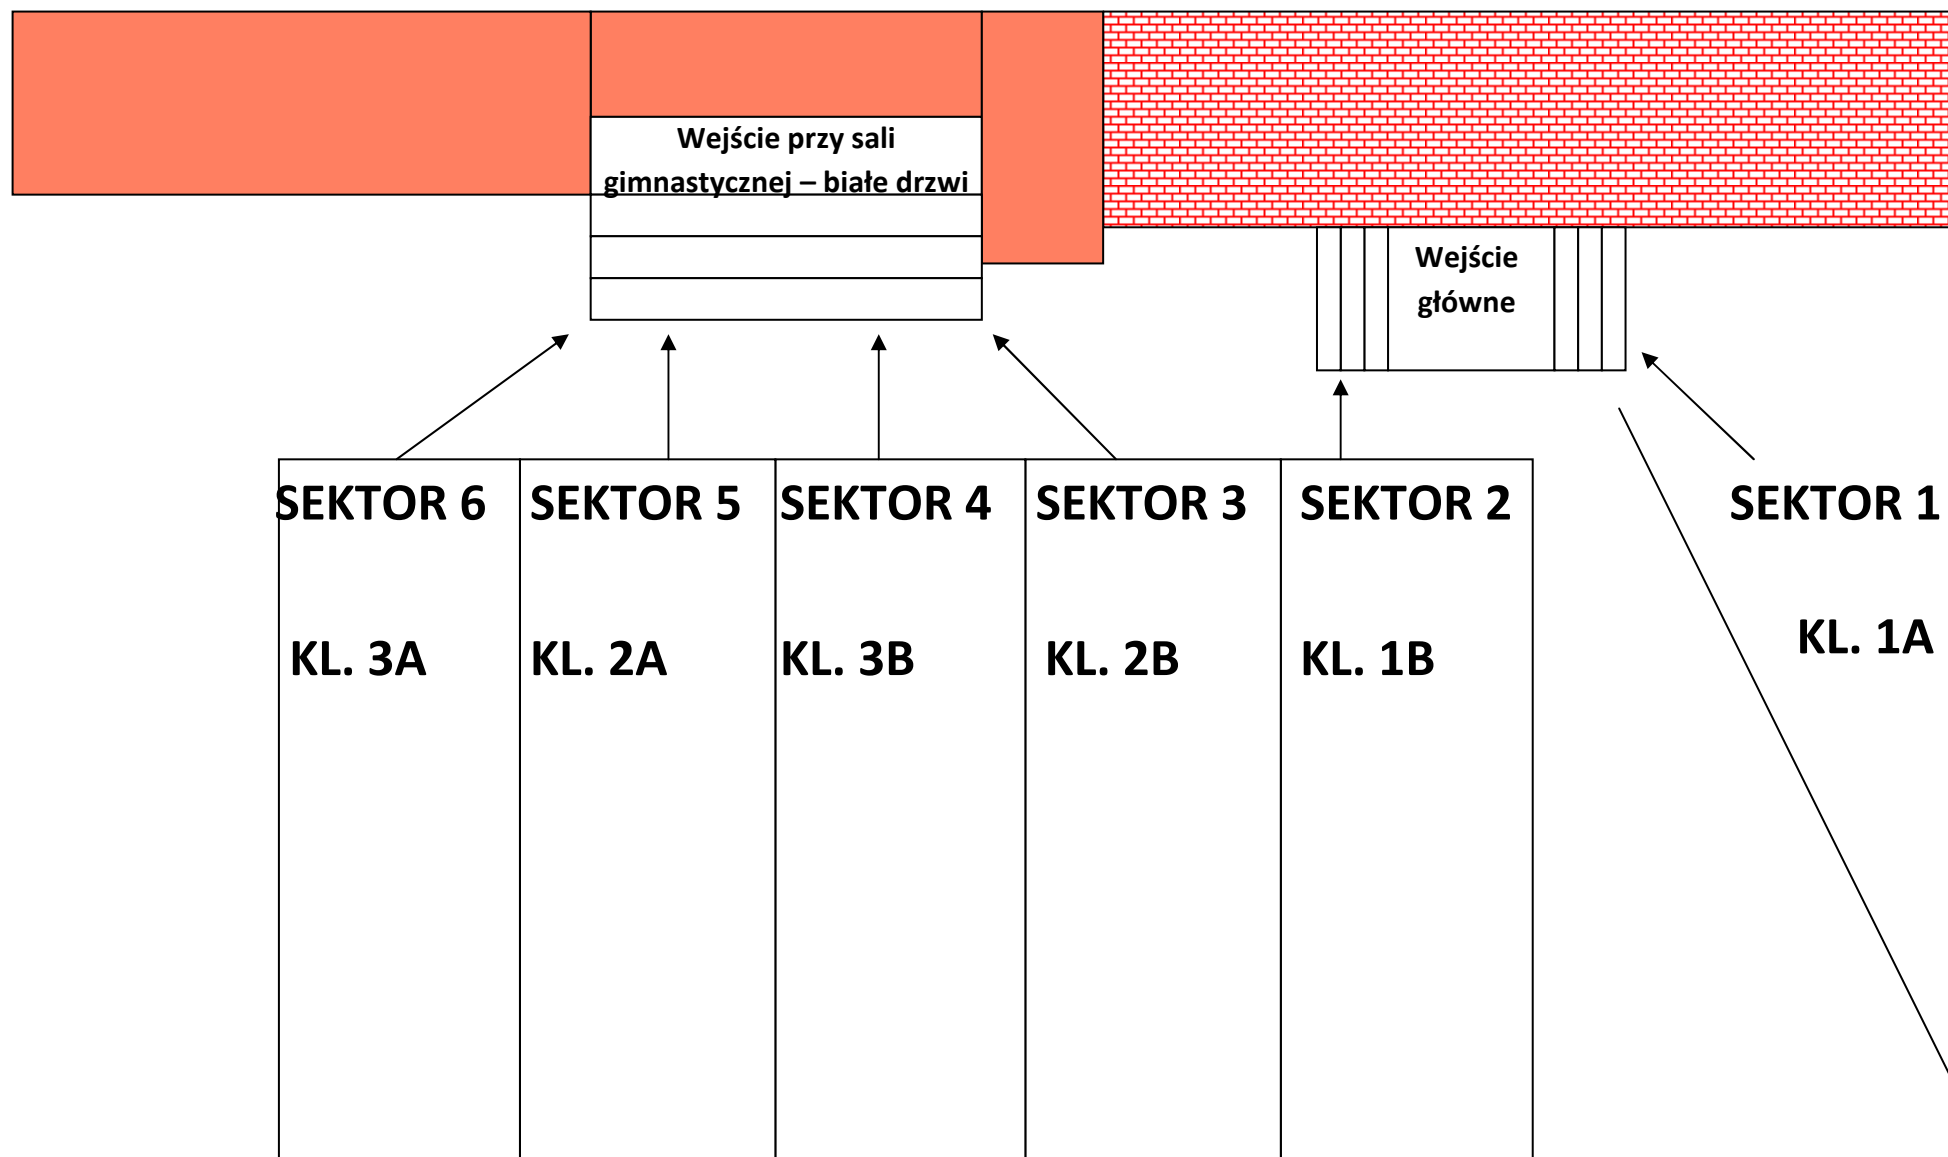 Wejście przy sali
gimnastycznej – białe drzwi
Wejście
główne
SEKTOR 6
SEKTOR 5
SEKTOR 4
SEKTOR 3
SEKTOR 2
SEKTOR 1
KL. 3A
KL. 2A
KL. 3B
KL. 2B
KL. 1B
KL. 1A